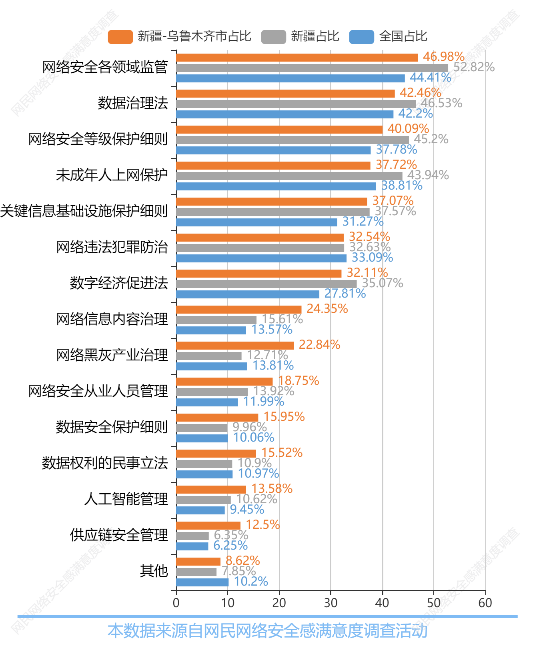 新疆-乌鲁木齐市占比 新疆占比 全国占比
网络安全各领域监管 46.98% 52.82% 44.41%
数据治理法 42.46% 46.53% 42.2%
网络安全等级保护细则 40.09% 45.2% 37.78%
未成年人上网保护 37.72% 43.94% 38.81%
关键信息基础设施保护细则 37.07% 37.57% 31.27%
网络违法犯罪防治 32.54% 32.63% 33.09%
数字经济促进法 32.11% 35.07% 27.81%
网络信息内容治理 24.35% 15.61% 13.57%
网络黑灰产业治理 22.84% 12.71% 13.81%
网络安全从业人员管理 18.75% 13.92% 11.99%
数据安全保护细则 15.95% 9.96% 10.06%
数据权利的民事立法 15.52% 10.9% 10.97%
人工智能管理 13.58% 10.62% 9.45%
供应链安全管理 12.5% 6.35% 6.25%
其他 8.62% 7.85% 10.2%
0 10 20 30 40 50 60
本数据来源自网民网络安全感满意度调查活动